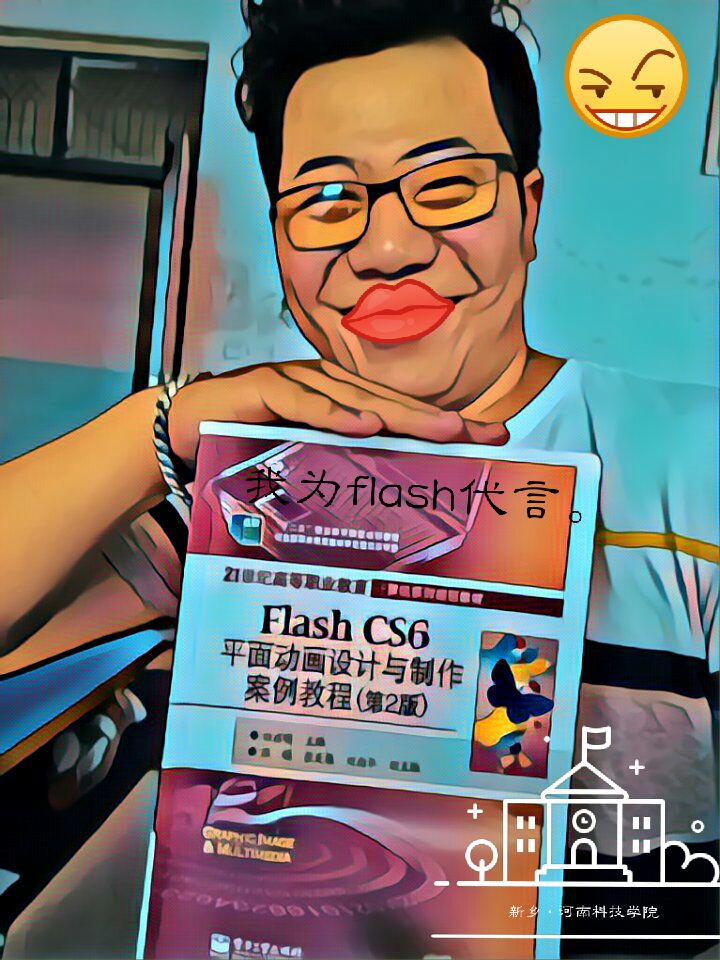 我为flash代言。
21世纪高等职业教育
Flash CS6
平面动画设计与制作
案例教程(第2版)
GRAPHIC IMAGE
& MULTIMEDIA
新乡·河南科技学院